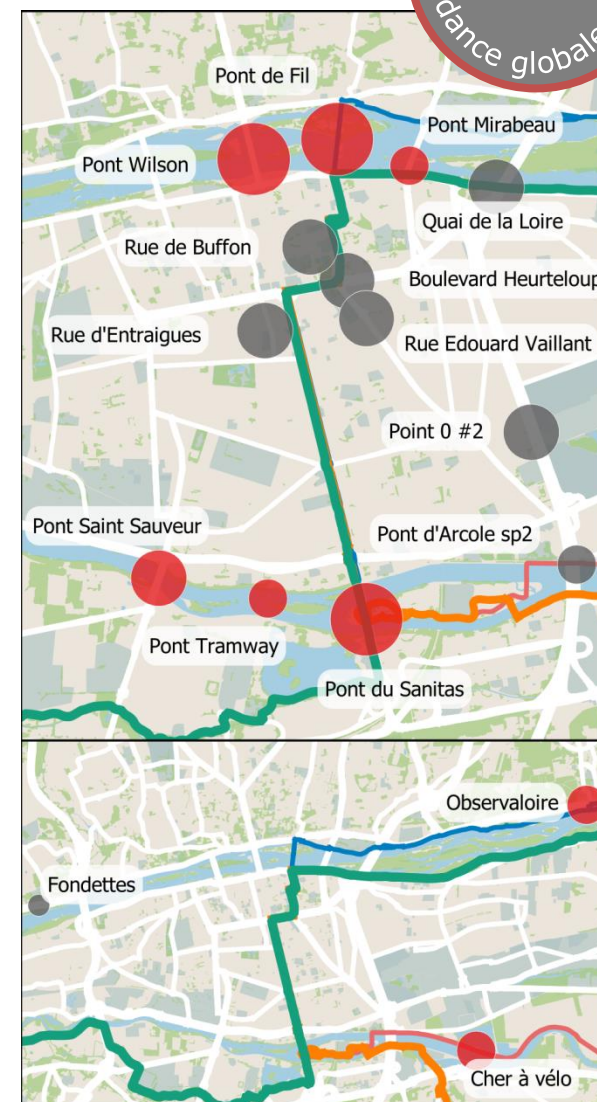 dance globale
Pont de Fil
Pont Mirabeau
Pont Wilson
Quai de la Loire
Rue de Buffon
Boulevard Heurteloup
Rue d'Entraigues
Rue Edouard Vaillant
Point 0 #2
Pont Saint Sauveur
Pont d'Arcole sp2
Pont Tramway
Pont du Sanitas
Observaloire
Fondettes
Cher à vélo